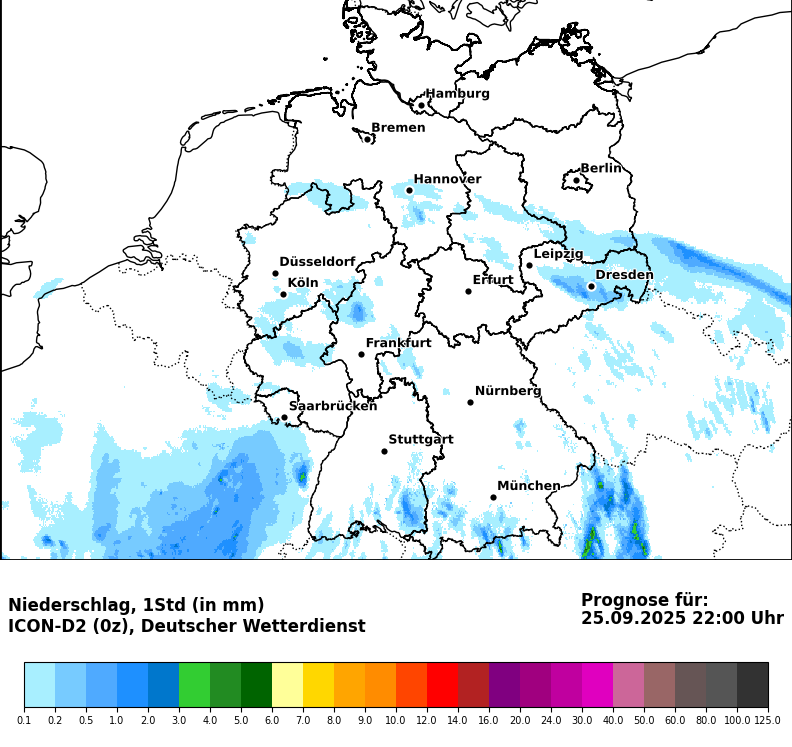 Hamburg
Bremen
Berlin
Hannover
Leipzig
Düsseldorf
Dresden
Köln
Erfurt
Frankfurt
Nürnberg
Saarbrücken
Stuttgart
München
Niederschlag, 1Std (in mm)
ICON-D2 (0z), Deutscher Wetterdienst
Prognose für:
25.09.2025 22:00 Uhr
0.1 0.2 0.5 1.0 2.0 3.0 4.0 5.0 6.0 7.0 8.0 9.0 10.0 12.0 14.0 16.0 20.0 24.0 30.0 40.0 50.0 60.0 80.0 100.0 125.0